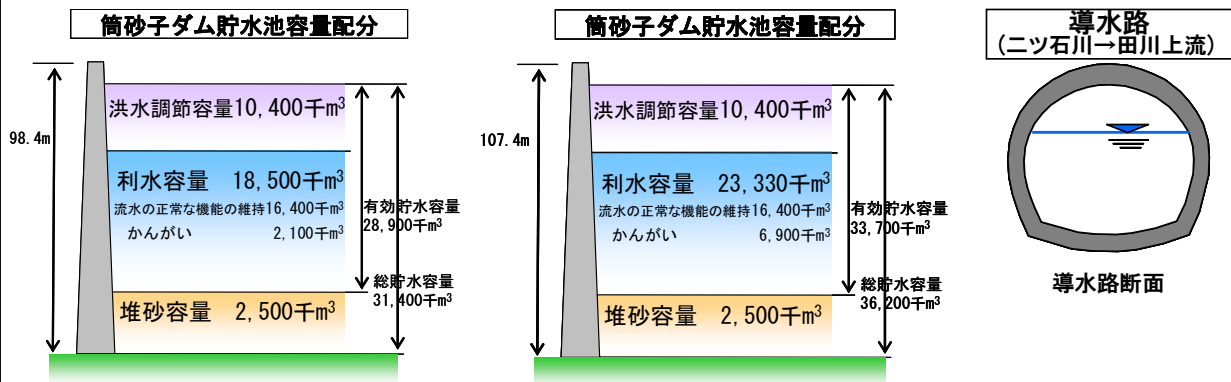 筒砂子ダム貯水池容量配分
98.4m
洪水調節容量10,400千m³
利水容量 18,500千m³
流水の正常な機能の維持16,400千m³
かんがい 2,100千m³
堆砂容量 2,500千m³
有効貯水容量
28,900千m³
総貯水容量
31,400千m³
筒砂子ダム貯水池容量配分
107.4m
洪水調節容量10,400千m³
利水容量 23,330千m³
流水の正常な機能の維持16,400千m³
かんがい 6,900千m³
堆砂容量 2,500千m³
有効貯水容量
33,700千m³
総貯水容量
36,200千m³
導水路
(二ツ石川→田川上流)
導水路断面